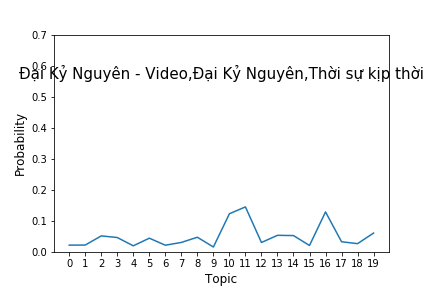 0.7
Đại Kỷ Nguyên - Video,Đại Kỷ Nguyên,Thời sự kịp thời
0.6
0.5
0.4
0.3
0.2
0.1
0.0
Probability
0 1 2 3 4 5 6 7 8 9 10 11 12 13 14 15 16 17 18 19
Topic